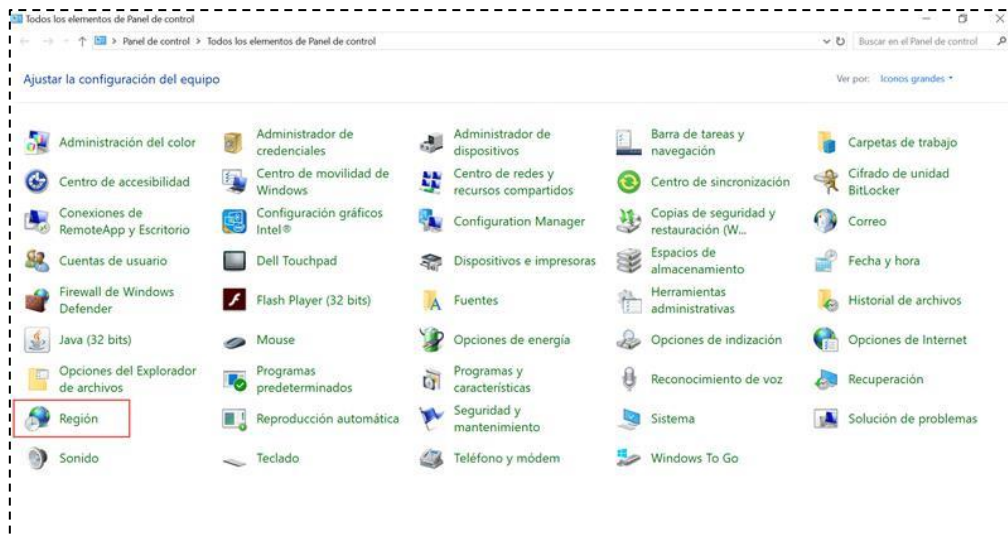 Todos los elementos de Panel de control
Panel de control > Todos los elementos de Panel de control
Buscar en el Panel de control
Ajustar la configuración del equipo
Ver por: Iconos grandes
Administración del color
Administrador de
credenciales
Administrador de
dispositivos
Barra de tareas y
navegación
Carpetas de trabajo
Centro de accesibilidad
Centro de movilidad de
Windows
Centro de redes y
recursos compartidos
Centro de sincronización
Cifrado de unidad
BitLocker
Conexiones de
RemoteApp y Escritorio
Configuración gráficos
Intel®
Configuration Manager
Copias de seguridad y
restauración (W...
Correo
Cuentas de usuario
Dell Touchpad
Dispositivos e impresoras
Espacios de
almacenamiento
Fecha y hora
Firewall de Windows
Defender
Flash Player (32 bits)
Fuentes
Herramientas
administrativas
Historial de archivos
Java (32 bits)
Mouse
Opciones de energía
Opciones de indización
Opciones de Internet
Opciones del Explorador
de archivos
Programas
predeterminados
Programas y
características
Reconocimiento de voz
Recuperación
Región
Reproducción automática
Seguridad y
mantenimiento
Sistema
Solución de problemas
Sonido
Teclado
Teléfono y módem
Windows To Go